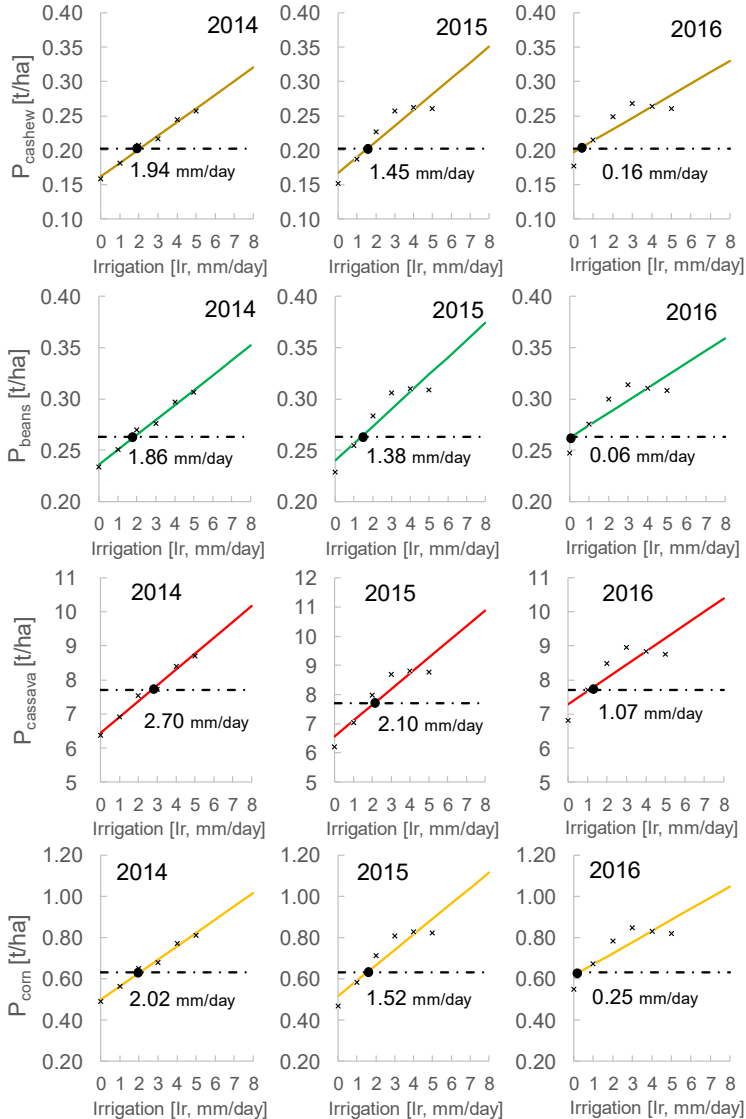 2014
2015
2016
P_cashew [t/ha]
0.40 0.40 0.40
0.35 0.35 0.35
0.30 0.30 0.30
0.25 0.25 0.25
0.20 0.20 0.20
0.15 0.15 0.15
0.10 0.10 0.10
1.94 mm/day
1.45 mm/day
0.16 mm/day
0 1 2 3 4 5 6 7 8 0 1 2 3 4 5 6 7 8 0 1 2 3 4 5 6 7 8
Irrigation [Ir, mm/day] Irrigation [Ir, mm/day] Irrigation [Ir, mm/day]
2014
2015
2016
P_beans [t/ha]
0.40 0.40 0.40
0.35 0.35 0.35
0.30 0.30 0.30
0.25 0.25 0.25
0.20 0.20 0.20
1.86 mm/day
1.38 mm/day
0.06 mm/day
0 1 2 3 4 5 6 7 8 0 1 2 3 4 5 6 7 8 0 1 2 3 4 5 6 7 8
Irrigation [Ir, mm/day] Irrigation [Ir, mm/day] Irrigation [Ir, mm/day]
2014
2015
2016
P_cassava [t/ha]
11 12 11
10 11 10
9 10 9
8 9 8
7 8 7
6 7 6
5 6 5
5
2.70 mm/day
2.10 mm/day
1.07 mm/day
0 1 2 3 4 5 6 7 8 0 1 2 3 4 5 6 7 8 0 1 2 3 4 5 6 7 8
Irrigation [Ir, mm/day] Irrigation [Ir, mm/day] Irrigation [Ir, mm/day]
2014
2015
2016
P_corn [t/ha]
1.20 1.20 1.20
1.00 1.00 1.00
0.80 0.80 0.80
0.60 0.60 0.60
0.40 0.40 0.40
0.20 0.20 0.20
2.02 mm/day
1.52 mm/day
0.25 mm/day
0 1 2 3 4 5 6 7 8 0 1 2 3 4 5 6 7 8 0 1 2 3 4 5 6 7 8
Irrigation [Ir, mm/day] Irrigation [Ir, mm/day] Irrigation [Ir, mm/day]